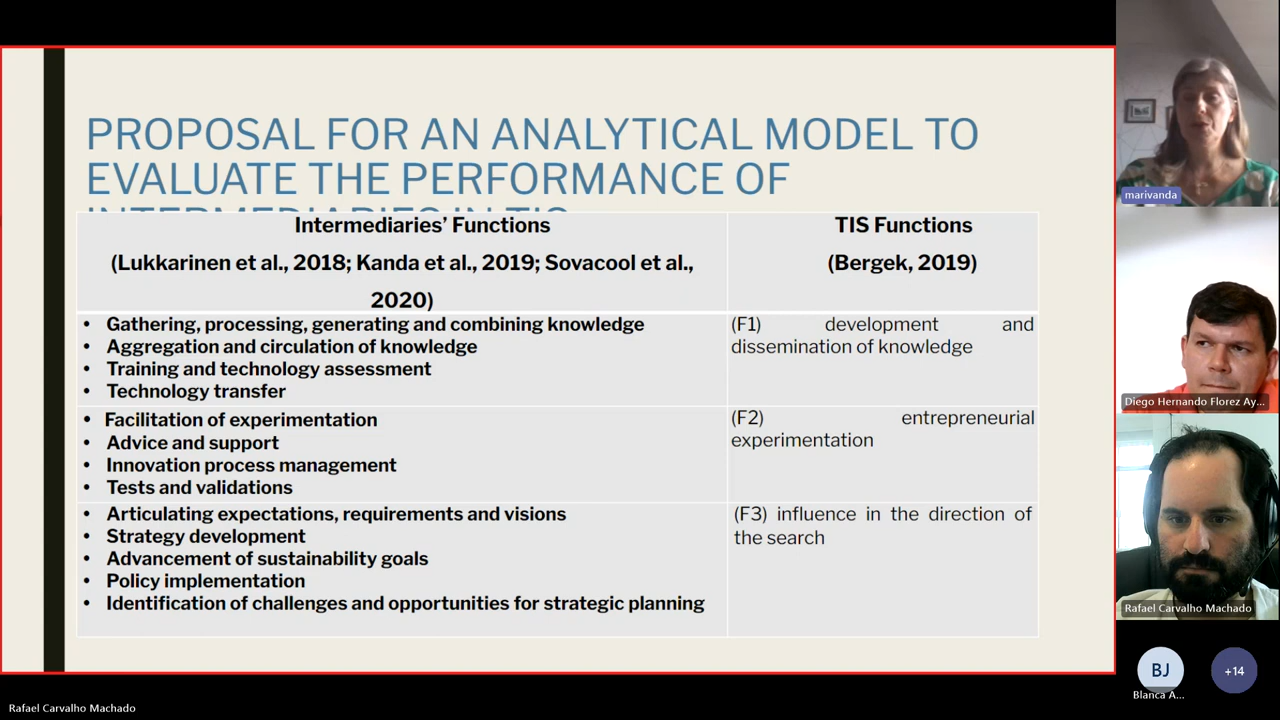 PROPOSAL FOR AN ANALYTICAL MODEL TO
EVALUATE THE PERFORMANCE OF
INTERMEDIARIES IN TIS
Intermediaries’ Functions
(Lukkarinen et al., 2018; Kanda et al., 2019; Sovacool et al.,
2020)
TIS Functions
(Bergek, 2019)
• Gathering, processing, generating and combining knowledge
• Aggregation and circulation of knowledge
• Training and technology assessment
• Technology transfer
(F1) development and
dissemination of knowledge
• Facilitation of experimentation
• Advice and support
• Innovation process management
• Tests and validations
(F2) entrepreneurial
experimentation
• Articulating expectations, requirements and visions
• Strategy development
• Advancement of sustainability goals
• Policy implementation
• Identification of challenges and opportunities for strategic planning
(F3) influence in the direction of
the search
marivanda
Diego Hernando Florez Ay...
Rafael Carvalho Machado
BJ
+14
Blanca A...
Rafael Carvalho Machado